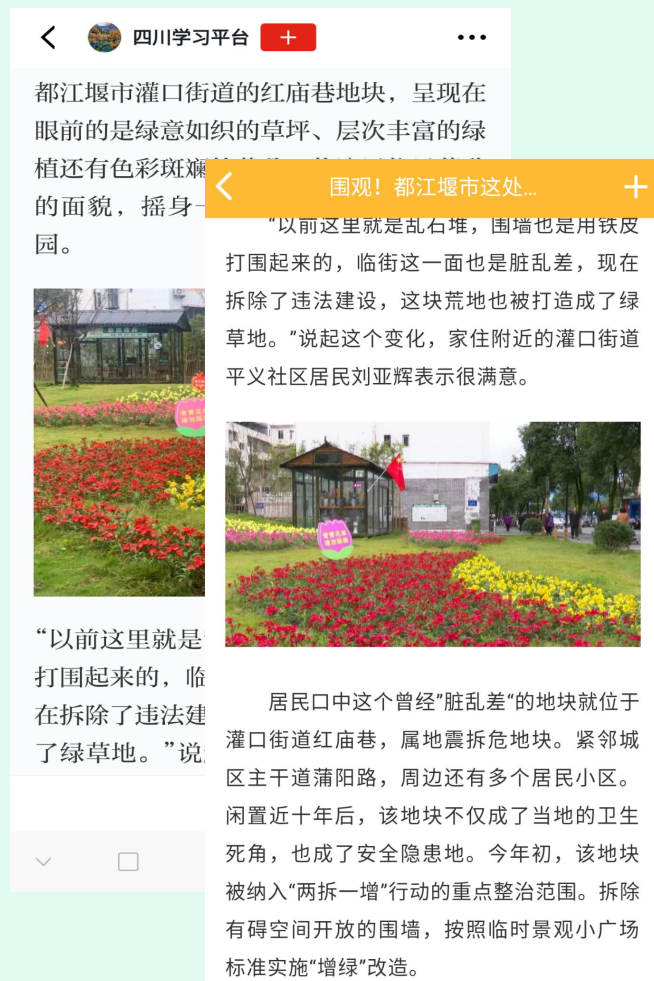 四川学习平台
都江堰市灌口街道的红庙巷地块，呈现在
眼前的是绿意如织的草坪、层次丰富的绿
植还有色彩斑斓
的面貌，摇身一
园。
“以前这里就是
打围起来的，临
在拆除了违法建
了绿草地。”说
围观！都江堰市这处...
“以前这里就是乱石堆，围墙也是用铁皮
打围起来的，临街这一面也是脏乱差，现在
拆除了违法建设，这块荒地也被打造成了绿
草地。”说起这个变化，家住附近的灌口街道
平义社区居民刘亚辉表示很满意。
居民口中这个曾经”脏乱差“的地块就位于
灌口街道红庙巷，属地震拆危地块。紧邻城
区主干道蒲阳路，周边还有多个居民小区。
闲置近十年后，该地块不仅成了当地的卫生
死角，也成了安全隐患地。今年初，该地块
被纳入“两拆一增”行动的重点整治范围。拆除
有碍空间开放的围墙，按照临时景观小广场
标准实施“增绿”改造。